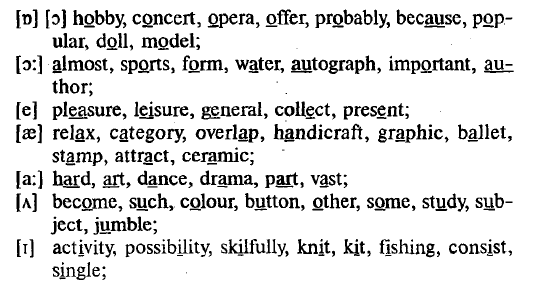 [ɒ] [ɔ] hobby, concert, opera, offer, probably, because, pop-
ular, doll, model;
[ɔ:] almost, sports, form, water, autograph, important, au-
thor;
[e] pleasure, leisure, general, collect, present;
[æ] relax, category, overlap, handicraft, graphic, ballet,
stamp, attract, ceramic;
[a:] hard, art, dance, drama, part, vast;
[ʌ] become, such, colour, button, other, some, study, sub-
ject, jumble;
[ɪ] activity, possibility, skilfully, knit, kit, fishing, consist,
single;